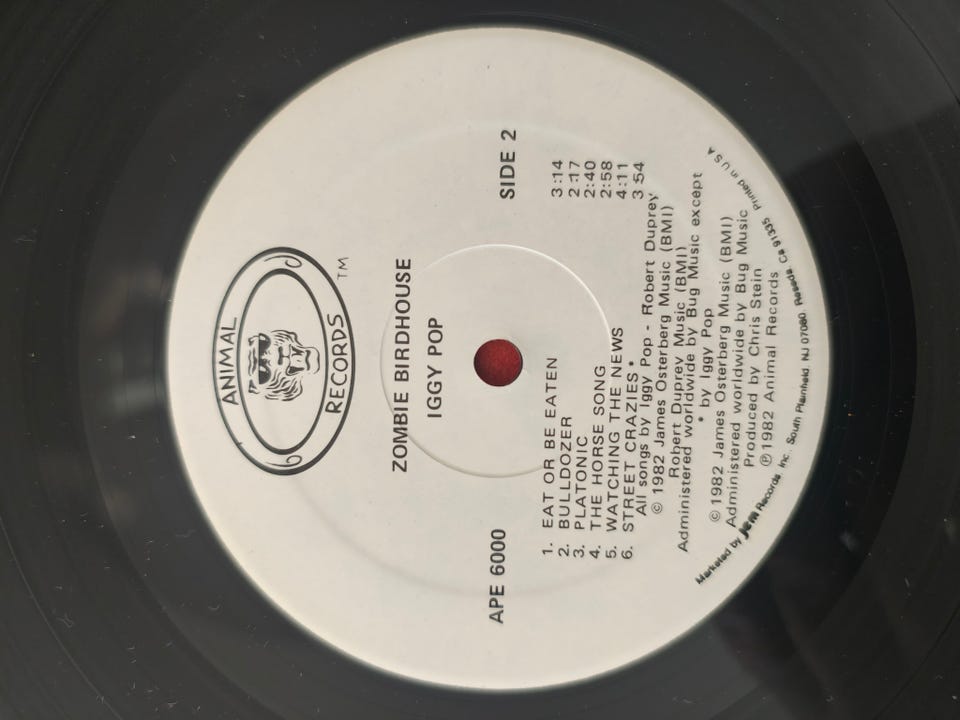 ANIMAL
RECORDS
TM
ZOMBIE BIRDHOUSE
IGGY POP
APE 6000 SIDE 2
1. EAT OR BE EATEN 3:14
2. BULLDOZER 2:17
3. PLATONIC 2:40
4. THE HORSE SONG 2:58
5. WATCHING THE NEWS 4:11
6. STREET CRAZIES* 3 54
All songs by Iggy Pop - Robert Duprey
© 1982 James Osterberg Music (BMI)
Robert Duprey Music (BMI)
Administered worldwide by Bug Music except
* by Iggy Pop
© 1982 James Osterberg Music (BMI)
Administered worldwide by Bug Music
Produced by Chris Stein
℗ 1982 Animal Records
Marketed by jem Records, Inc., South Plainfield, NJ 07080, Reseda, Ca 91335 Printed in U S A